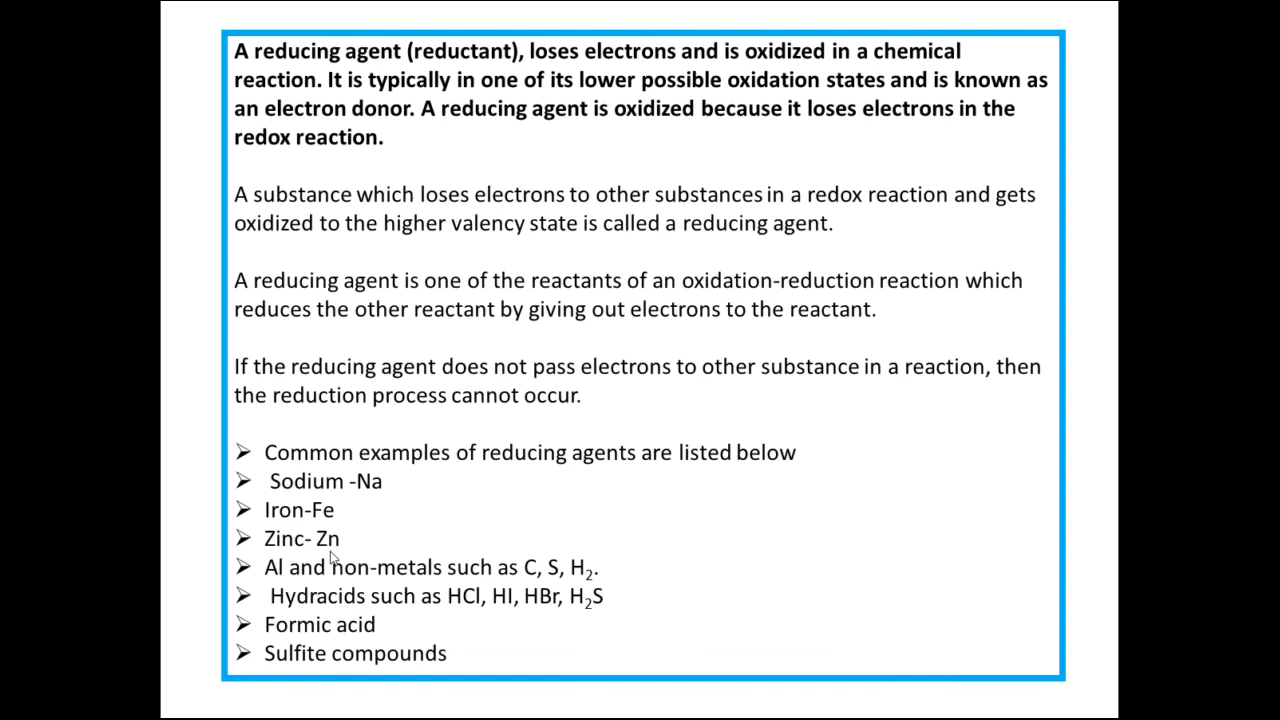 A reducing agent (reductant), loses electrons and is oxidized in a chemical
reaction. It is typically in one of its lower possible oxidation states and is known as
an electron donor. A reducing agent is oxidized because it loses electrons in the
redox reaction.
A substance which loses electrons to other substances in a redox reaction and gets
oxidized to the higher valency state is called a reducing agent.
A reducing agent is one of the reactants of an oxidation-reduction reaction which
reduces the other reactant by giving out electrons to the reactant.
If the reducing agent does not pass electrons to other substance in a reaction, then
the reduction process cannot occur.
➢ Common examples of reducing agents are listed below
➢ Sodium -Na
➢ Iron-Fe
➢ Zinc- Zn
➢ Al and non-metals such as C, S, H₂.
➢ Hydracids such as HCl, HI, HBr, H₂S
➢ Formic acid
➢ Sulfite compounds